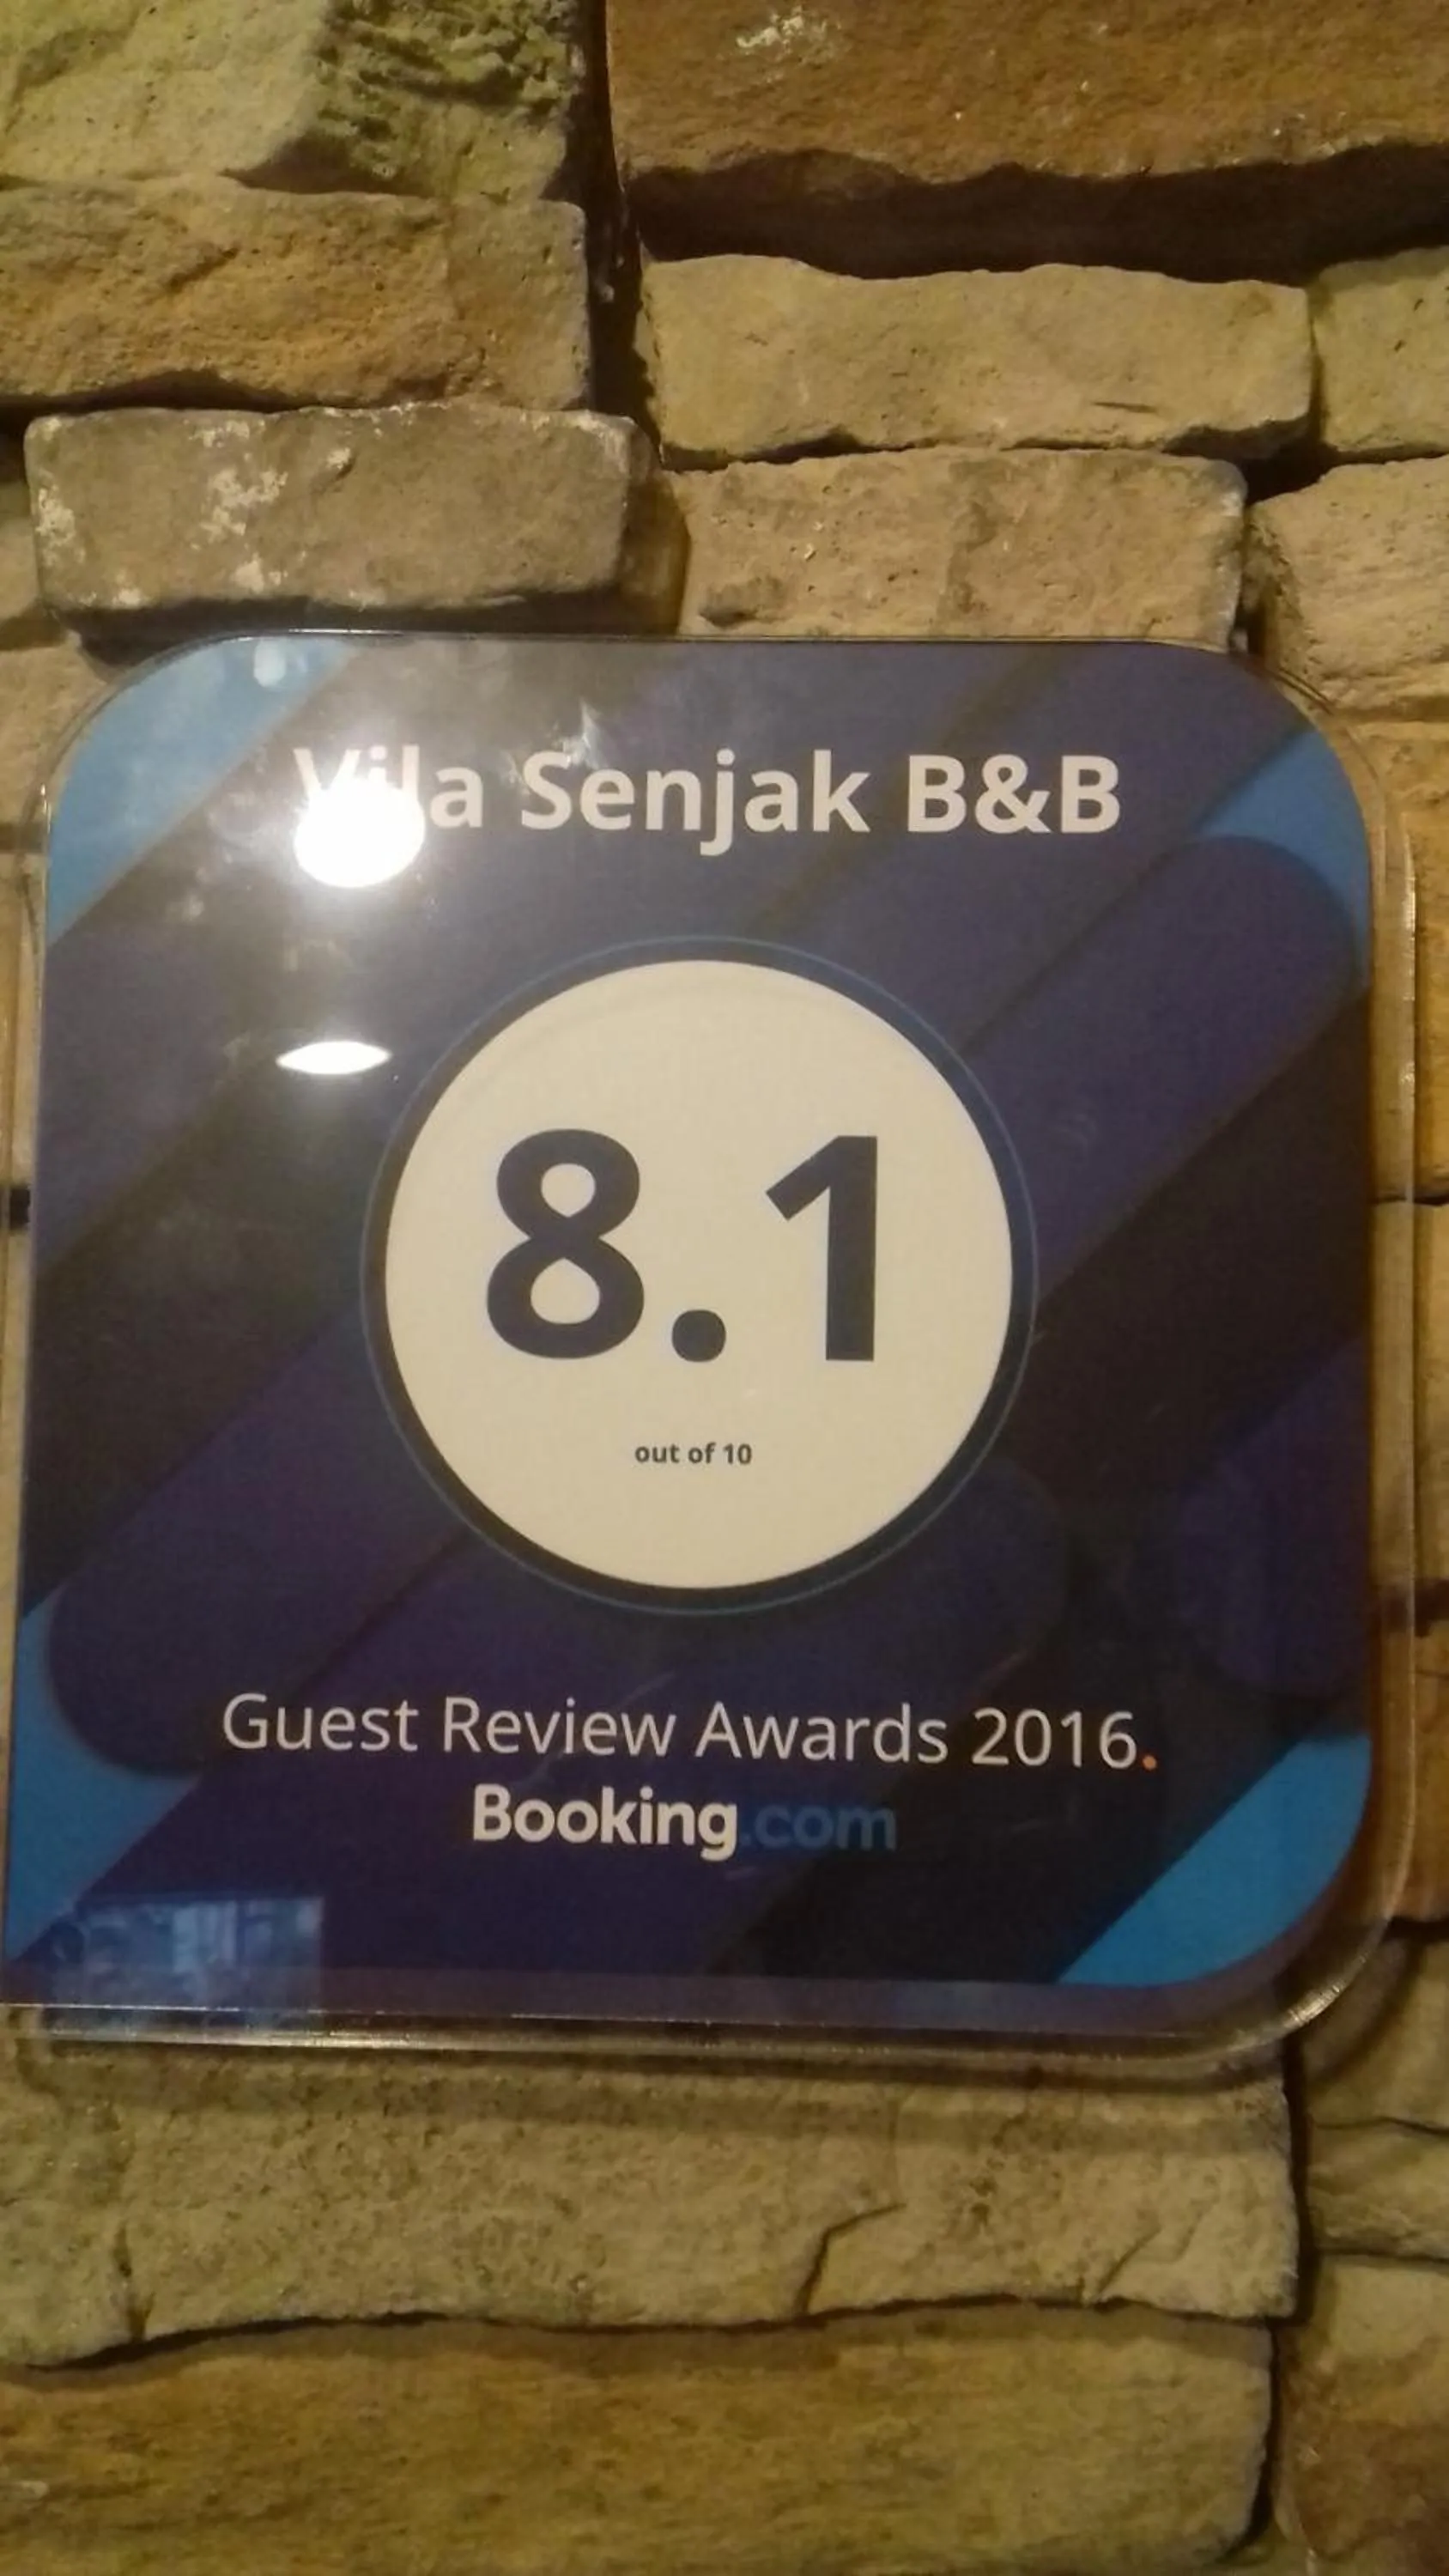 Vila Senjak B&B
8.1
out of 10
Guest Review Awards 2016.
Booking.com